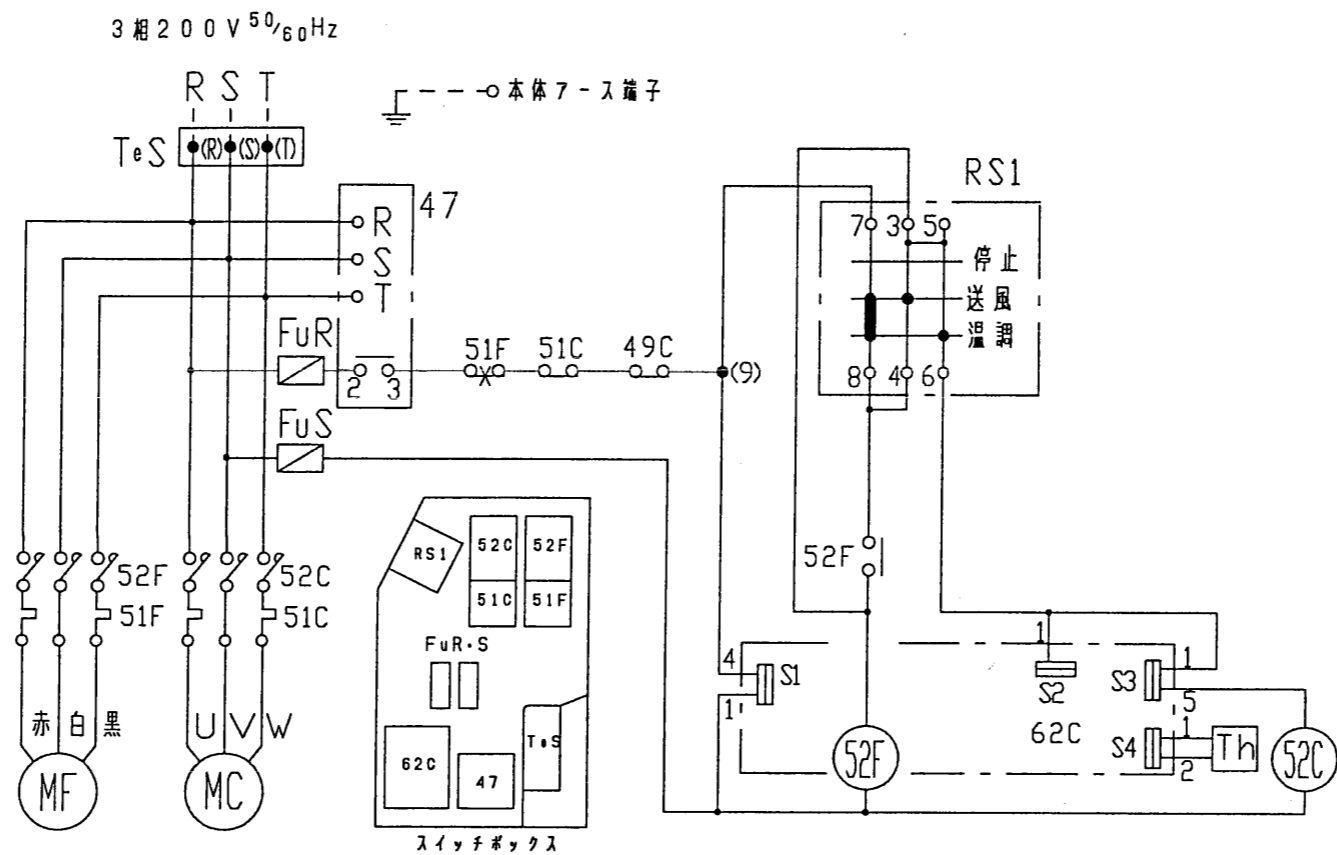 3相200V 50/60Hz
R S T
本体アース端子
TeS (R) (S) (T)
47
R
S
T
FuR
2 3
51F 51C 49C
(9)
FuS
RS1
7 3 5
停止
送風
温調
8 4 6
52F
52F
51F
52C
51C
赤 白 黒
U V W
MF
MC
RS1
52C 52F
51C 51F
FuR・S
TeS
62C
47
スイッチボックス
4
S1
1
1
S2
62C
S3
1
5
S4
1
2
Th
52F
52C